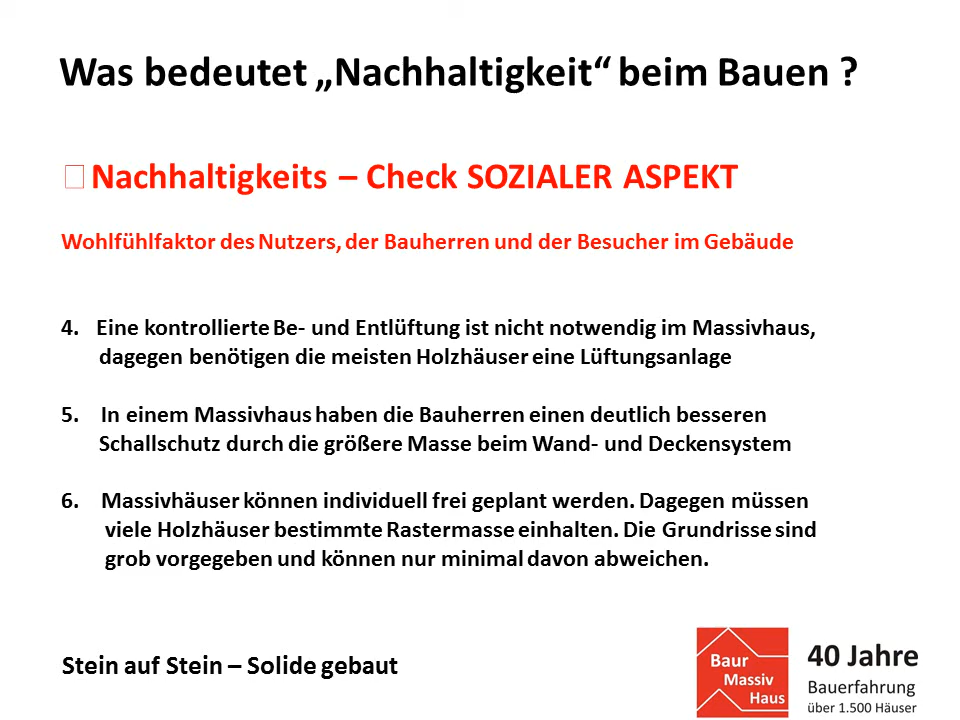 Was bedeutet „Nachhaltigkeit“ beim Bauen ?
Nachhaltigkeits – Check SOZIALER ASPEKT
Wohlfühlfaktor des Nutzers, der Bauherren und der Besucher im Gebäude
4. Eine kontrollierte Be- und Entlüftung ist nicht notwendig im Massivhaus,
dagegen benötigen die meisten Holzhäuser eine Lüftungsanlage
5. In einem Massivhaus haben die Bauherren einen deutlich besseren
Schallschutz durch die größere Masse beim Wand- und Deckensystem
6. Massivhäuser können individuell frei geplant werden. Dagegen müssen
viele Holzhäuser bestimmte Rastermasse einhalten. Die Grundrisse sind
grob vorgegeben und können nur minimal davon abweichen.
Stein auf Stein – Solide gebaut
Baur
Massiv
Haus
40 Jahre
Bauerfahrung
über 1.500 Häuser